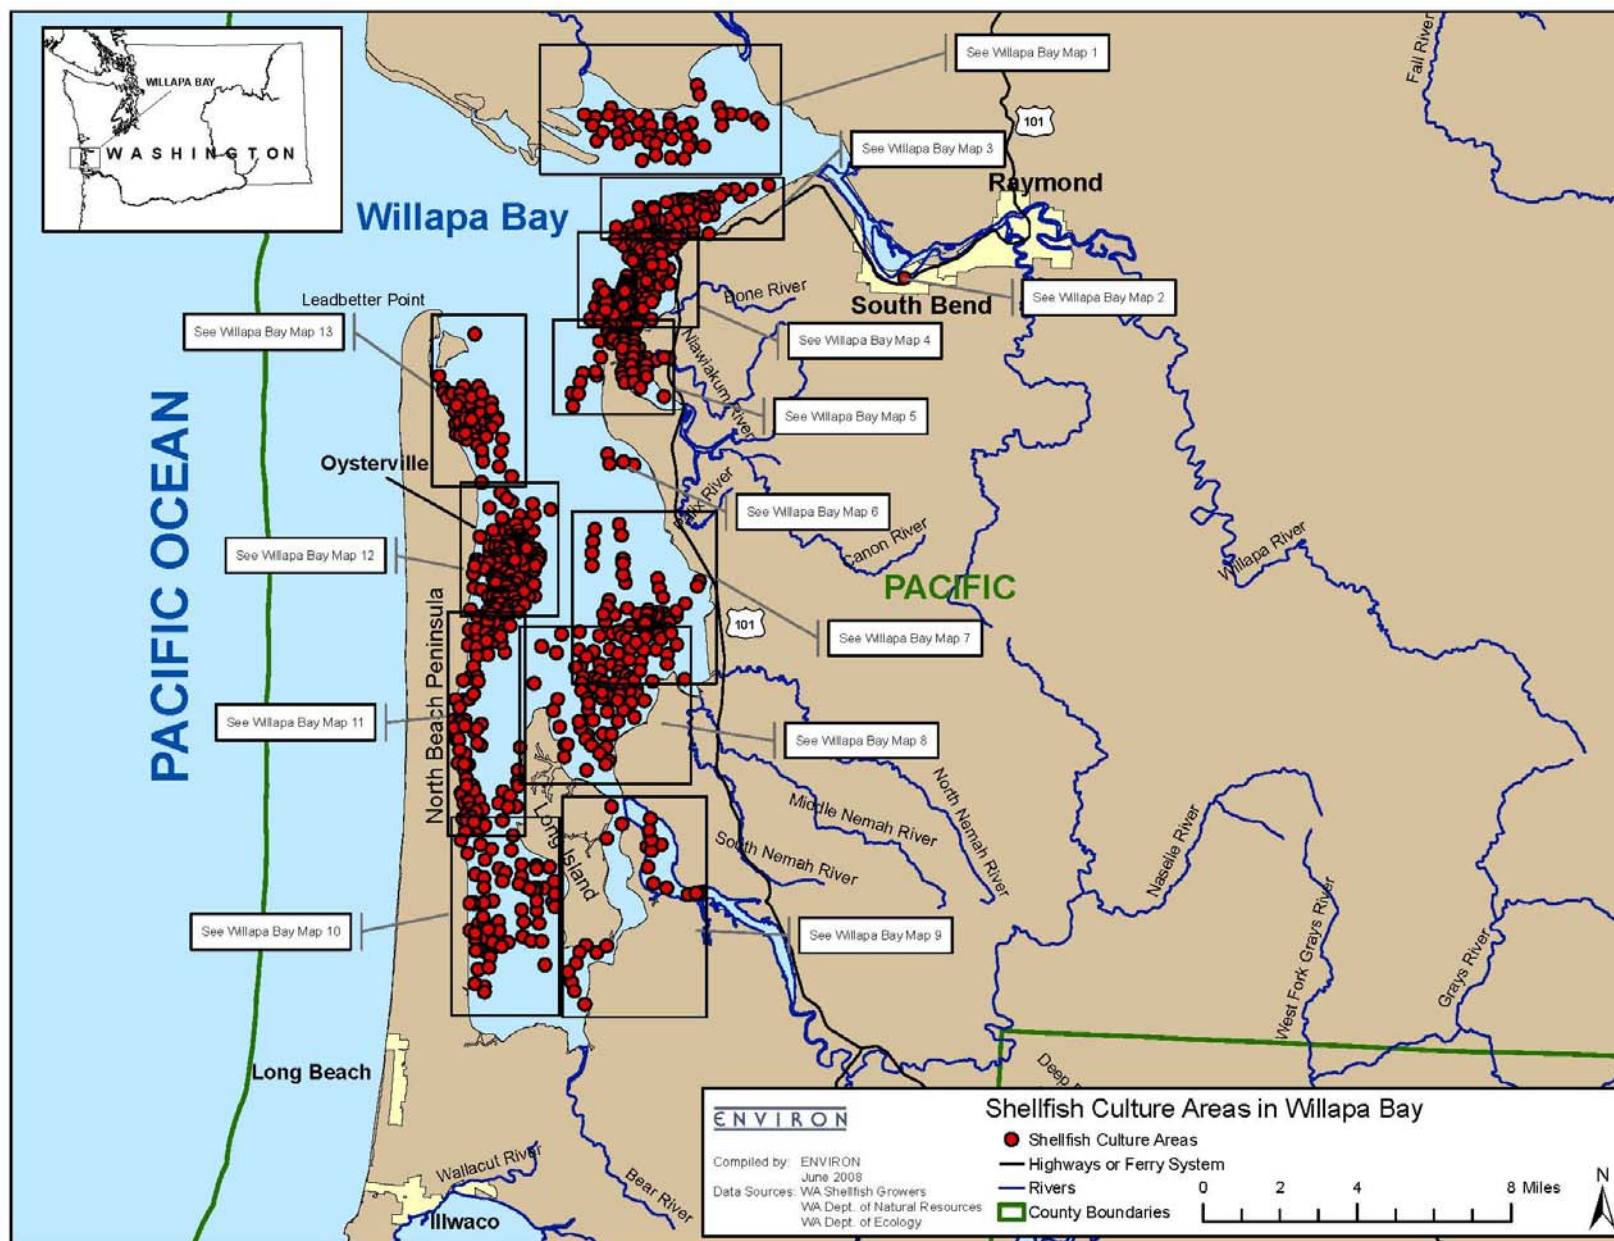 WILLAPA BAY
WASHINGTON
See Willapa Bay Map 1
101
See Willapa Bay Map 3
Raymond
Willapa Bay
South Bend
See Willapa Bay Map 2
Fall River
Leadbetter Point
Bone River
See Willapa Bay Map 13
See Willapa Bay Map 4
Niawiakum River
See Willapa Bay Map 5
PACIFIC OCEAN
Oysterville
Palix River
See Willapa Bay Map 6
Canon River
Willapa River
See Willapa Bay Map 12
PACIFIC
North Beach Peninsula
101
See Willapa Bay Map 7
See Willapa Bay Map 11
See Willapa Bay Map 8
North Nemah River
Middle Nemah River
South Nemah River
Long Island
Naselle River
See Willapa Bay Map 10
See Willapa Bay Map 9
West Fork Grays River
Grays River
Long Beach
Deep
Wallacut River
Bear River
Illwaco
ENVIRON
Shellfish Culture Areas in Willapa Bay
Shellfish Culture Areas
Highways or Ferry System
Rivers
County Boundaries
Compiled by: ENVIRON
June 2008
Data Sources: WA Shellfish Growers
WA Dept. of Natural Resources
WA Dept. of Ecology
0 2 4 8 Miles
N